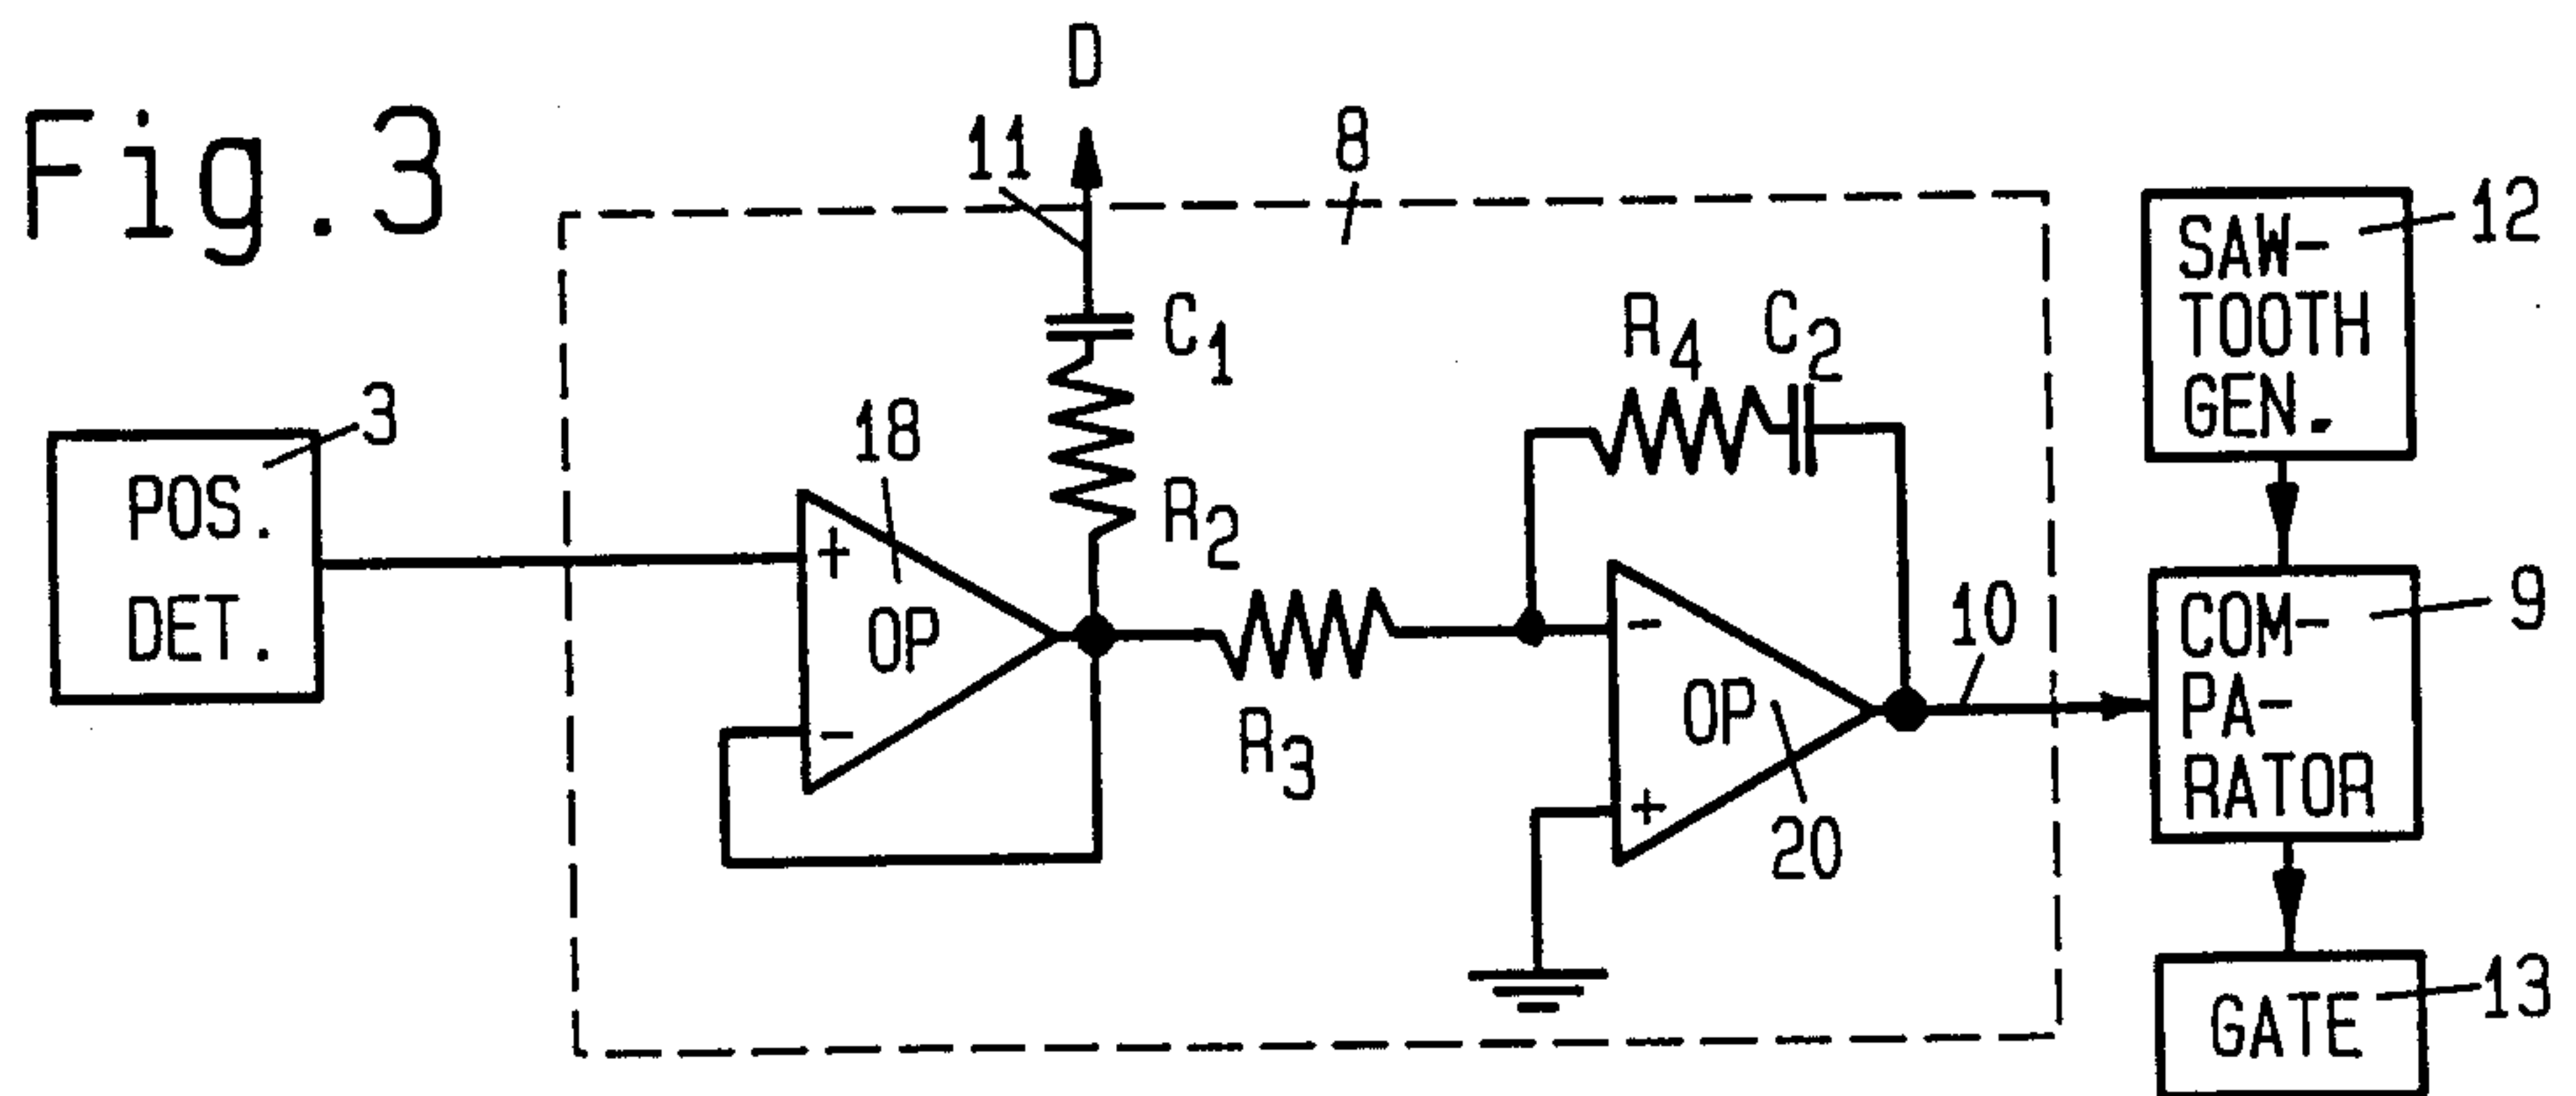 Fig.3
D
11
8
12
SAW-
TOOTH
GEN.
C1
R4
C2
3
POS.
DET.
18
+
-
OP
R2
R3
-
+
OP
20
10
9
COM-
PA-
RATOR
13
GATE